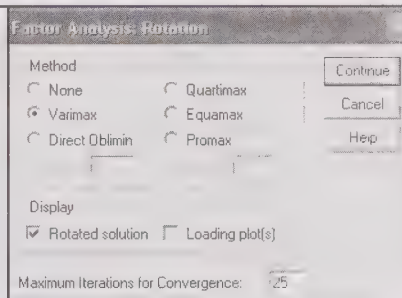 Factor Analysis: Rotation
Method
None
Quartimax
Continue
Varimax
Equamax
Cancel
Direct Oblimin
Promax
Help
Display
Rotated solution
Loading plot(s)
Maximum Iterations for Convergence: 25